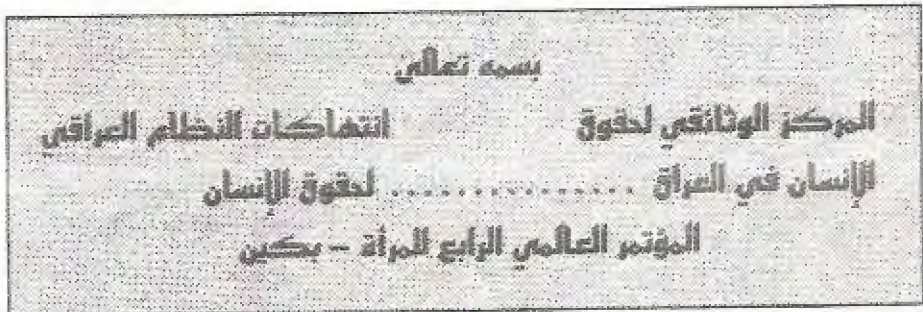 بسمه تعالى
المركز الوثائقي لحقوق انتهاكات النظام العراقي
الإنسان في العراق .................. لحقوق الإنسان
المؤتمر العالمي الرابع للمرأة – بكين